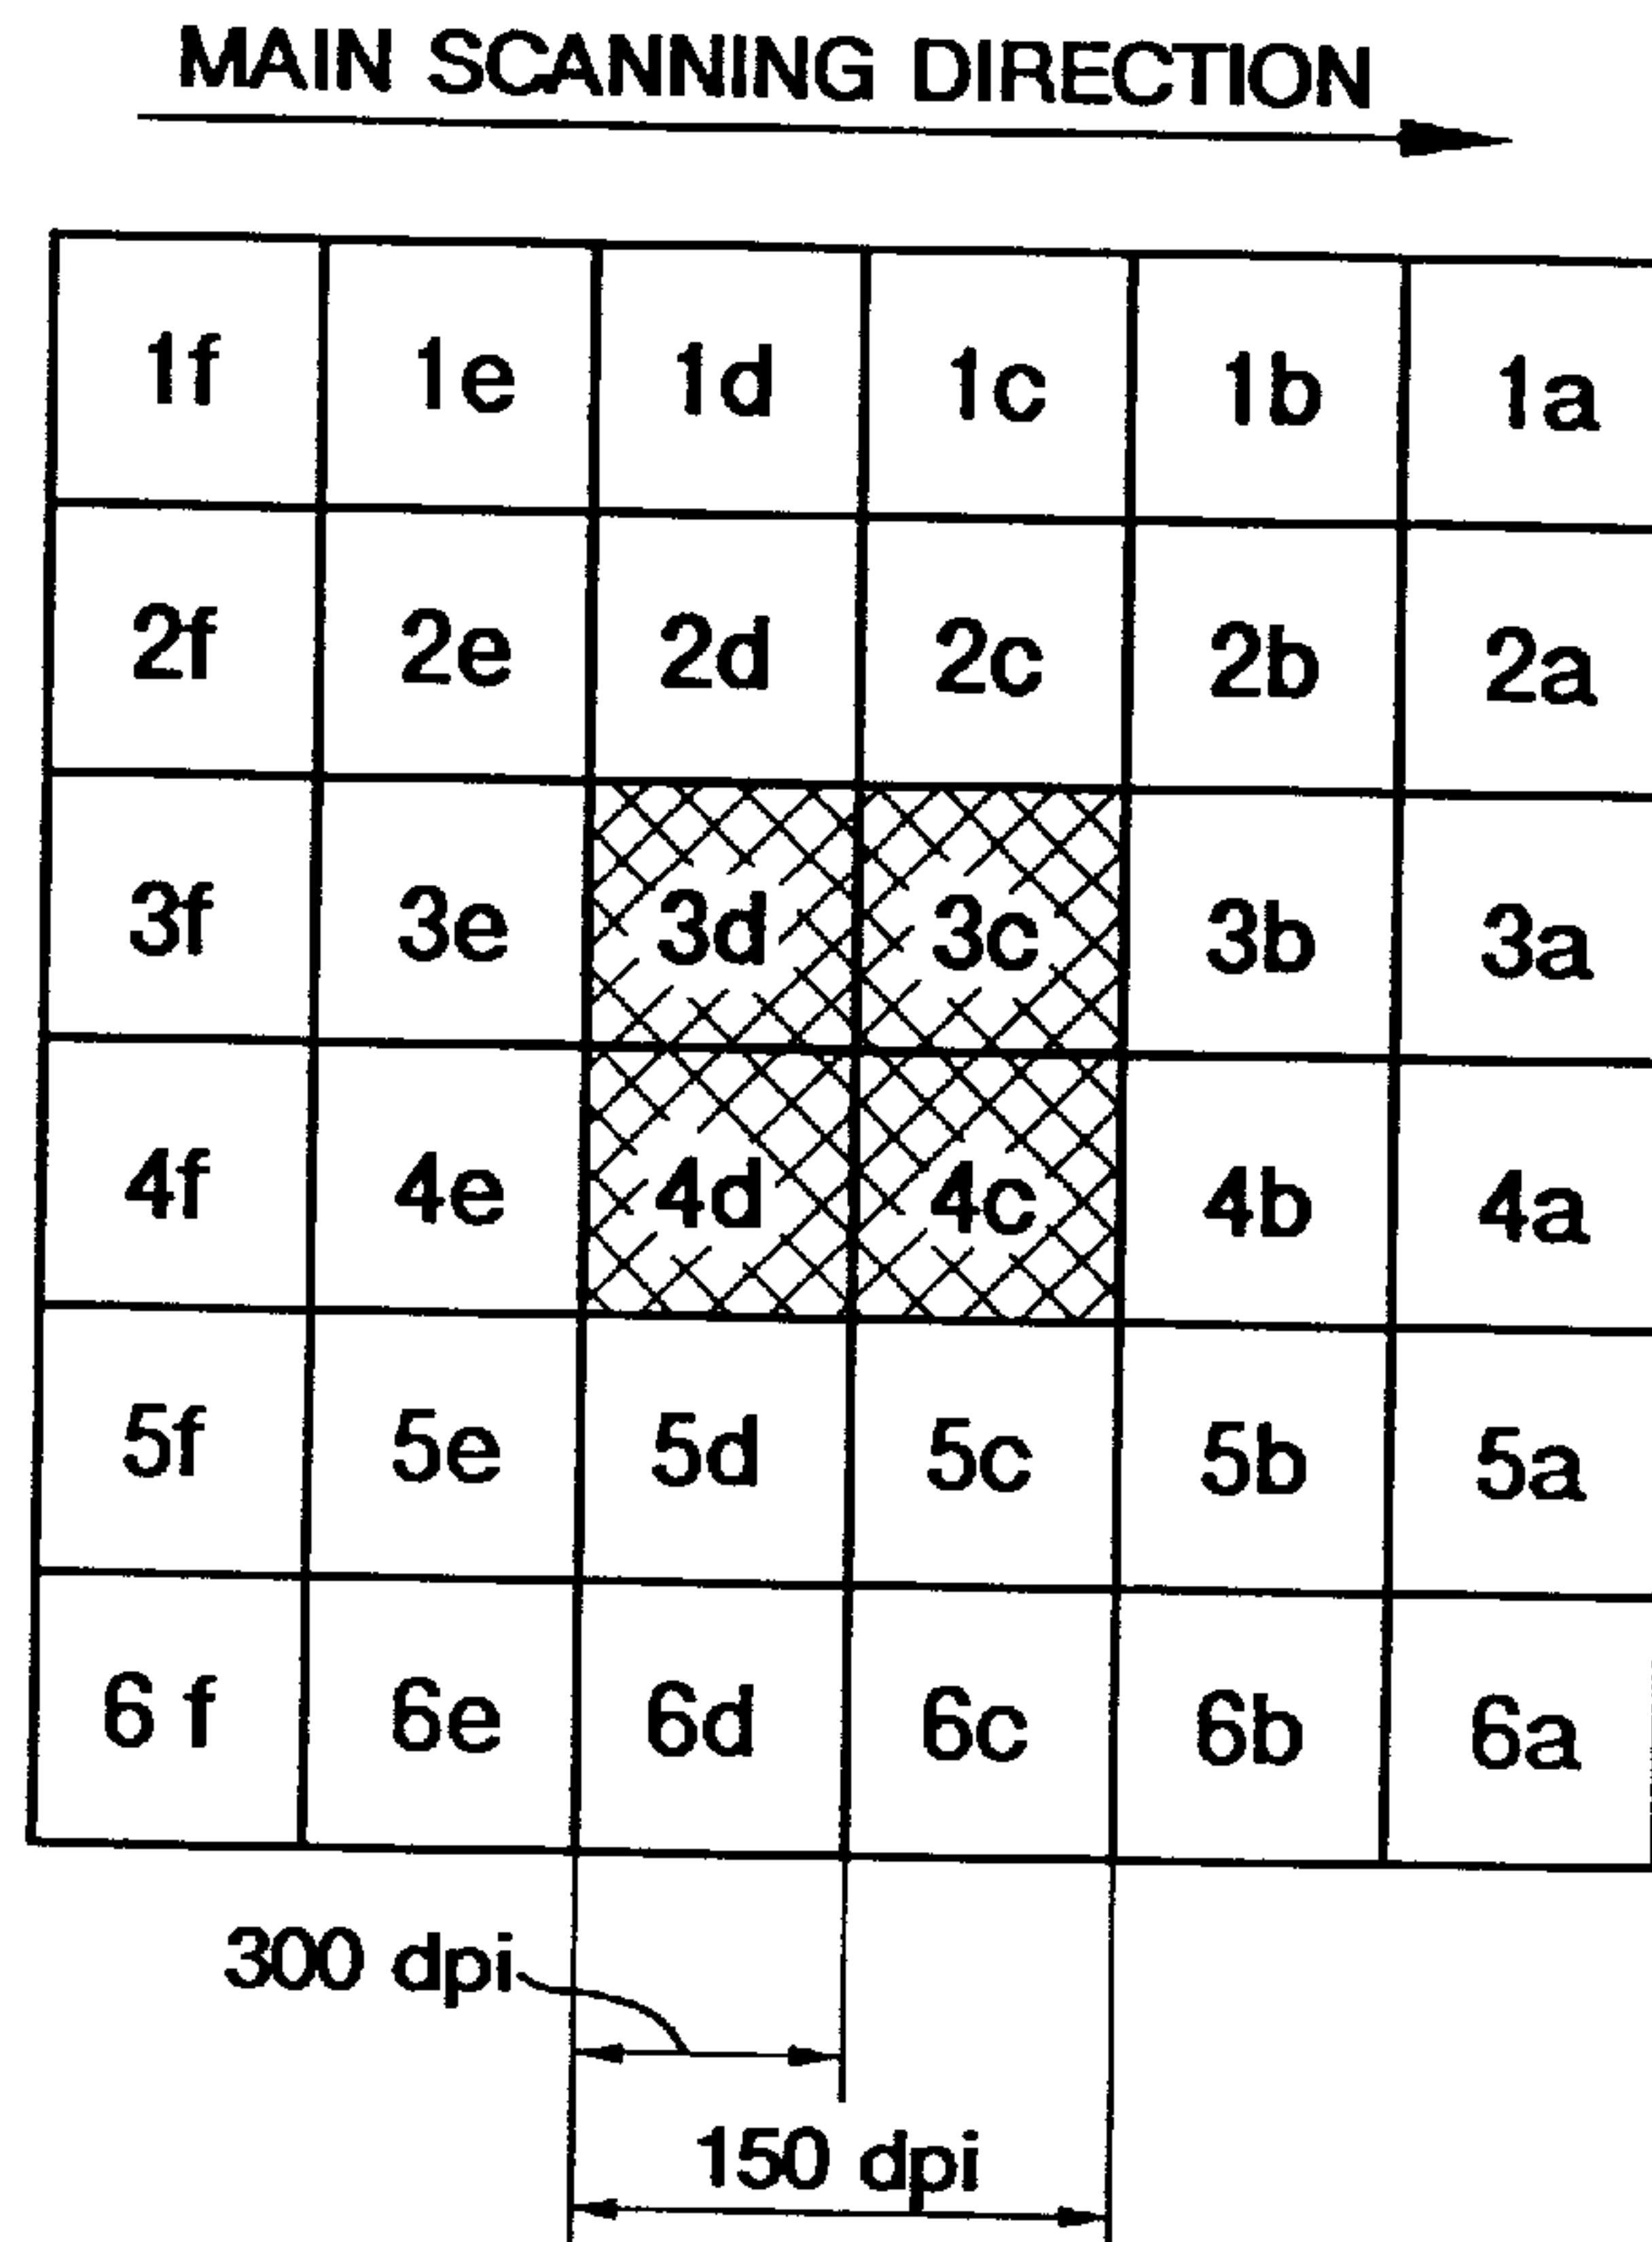 MAIN SCANNING DIRECTION
1f 1e 1d 1c 1b 1a
2f 2e 2d 2c 2b 2a
3f 3e 3d 3c 3b 3a
4f 4e 4d 4c 4b 4a
5f 5e 5d 5c 5b 5a
6 f 6e 6d 6c 6b 6a
300 dpi
150 dpi